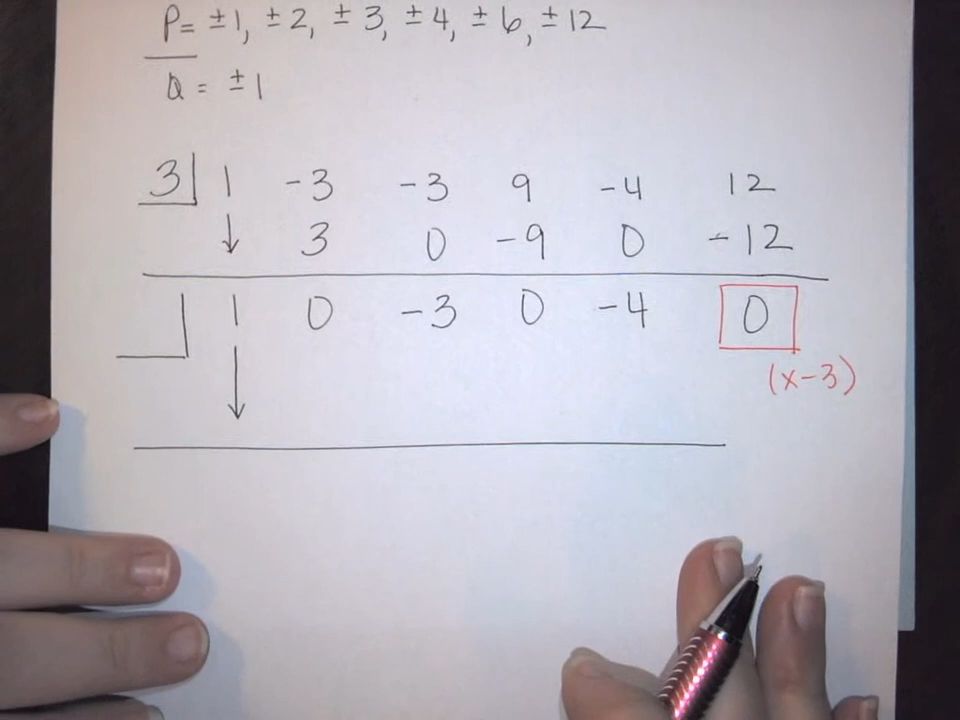 P= ±1, ±2, ±3, ±4, ±6, ±12
Q = ±1
3 1 -3 -3 9 -4 12
↓ 3 0 -9 0 -12
1 0 -3 0 -4 0
↓ (x-3)